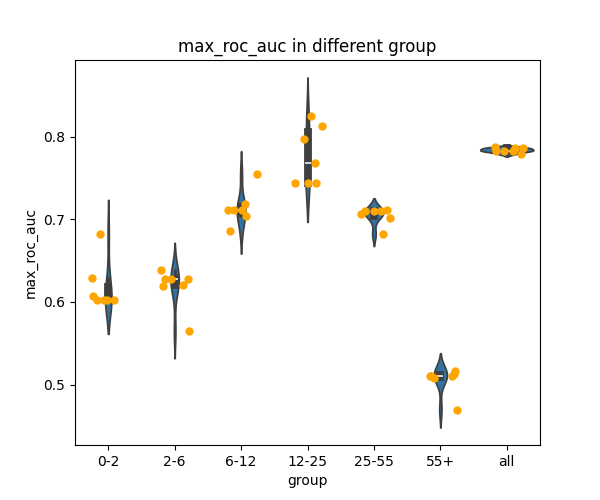 max_roc_auc in different group
max_roc_auc
0.8
0.7
0.6
0.5
0-2 2-6 6-12 12-25 25-55 55+ all
group